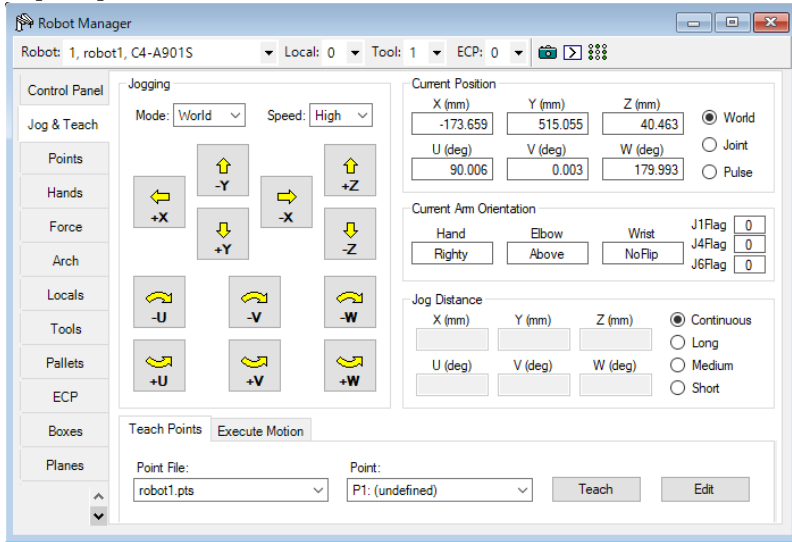 Robot Manager
Robot: 1, robot1, C4-A901S Local: 0 Tool: 1 ECP: 0
Control Panel
Jog & Teach
Points
Hands
Force
Arch
Locals
Tools
Pallets
ECP
Boxes
Planes
Jogging
Mode: World Speed: High
-Y +Z
+X -X
+Y -Z
-U -V -W
+U +V +W
Current Position
X (mm) Y (mm) Z (mm)
-173.659 515.055 40.463
U (deg) V (deg) W (deg)
90.006 0.003 179.993
World
Joint
Pulse
Current Arm Orientation
Hand Elbow Wrist
Righty Above NoFlip
J1Flag 0
J4Flag 0
J6Flag 0
Jog Distance
X (mm) Y (mm) Z (mm)
U (deg) V (deg) W (deg)
Continuous
Long
Medium
Short
Teach Points Execute Motion
Point File: Point:
robot1.pts P1: (undefined) Teach Edit